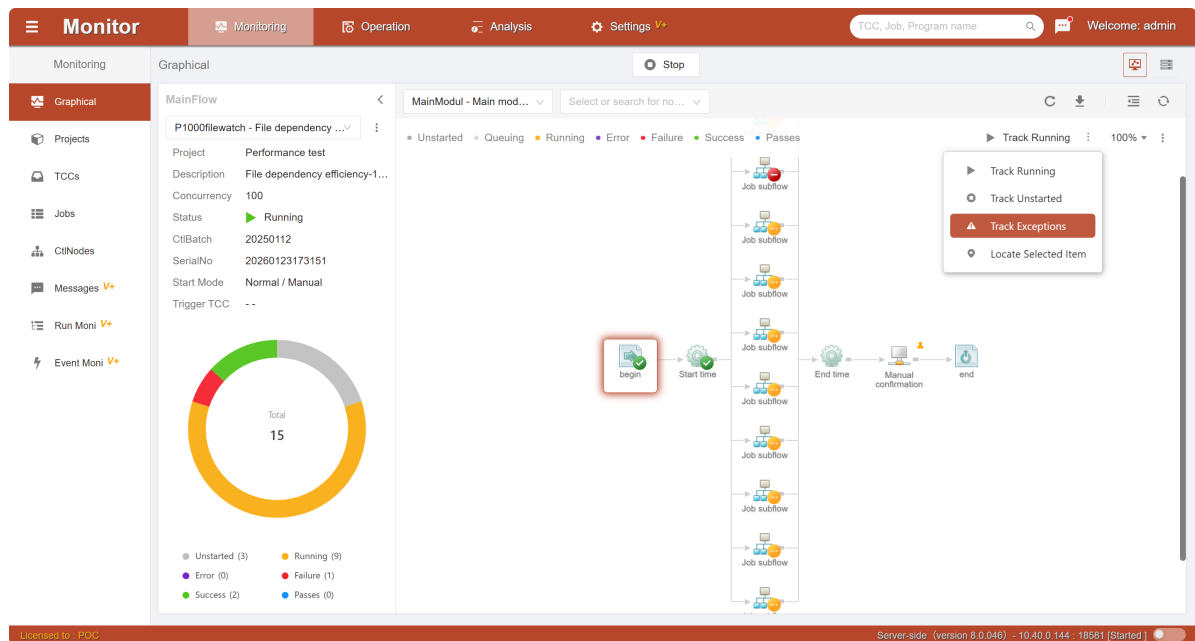 Monitor
Monitoring
Operation
Analysis
Settings V+
TCC, Job, Program name
Welcome: admin
Monitoring
Graphical
Projects
TCCs
Jobs
CtlNodes
Messages V+
Run Moni V+
Event Moni V+
Graphical
Stop
MainFlow
P1000filewatch - File dependency ...
Project Performance test
Description File dependency efficiency-1...
Concurrency 100
Status Running
CtlBatch 20250112
SerialNo 20260123173151
Start Mode Normal / Manual
Trigger TCC - -
Total
15
Unstarted (3) Running (9)
Error (0) Failure (1)
Success (2) Passes (0)
MainModul - Main mod...
Select or search for no...
Unstarted Queuing Running Error Failure Success Passes
Track Running
100%
Track Running
Track Unstarted
Track Exceptions
Locate Selected Item
Job subflow
Job subflow
Job subflow
Job subflow
Job subflow
Job subflow
Job subflow
Job subflow
begin
Start time
End time
Manual
confirmation
end
Licensed to : POC
Server-side（version 8.0.046）- 10.40.0.144 : 18581 [Started ]